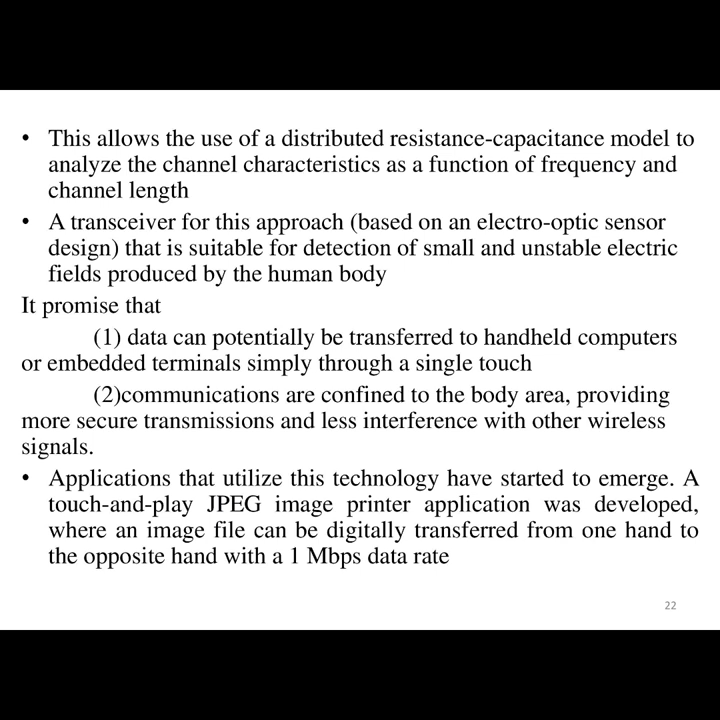 • This allows the use of a distributed resistance-capacitance model to
analyze the channel characteristics as a function of frequency and
channel length
• A transceiver for this approach (based on an electro-optic sensor
design) that is suitable for detection of small and unstable electric
fields produced by the human body
It promise that
(1) data can potentially be transferred to handheld computers
or embedded terminals simply through a single touch
(2)communications are confined to the body area, providing
more secure transmissions and less interference with other wireless
signals.
• Applications that utilize this technology have started to emerge. A
touch-and-play JPEG image printer application was developed,
where an image file can be digitally transferred from one hand to
the opposite hand with a 1 Mbps data rate
22